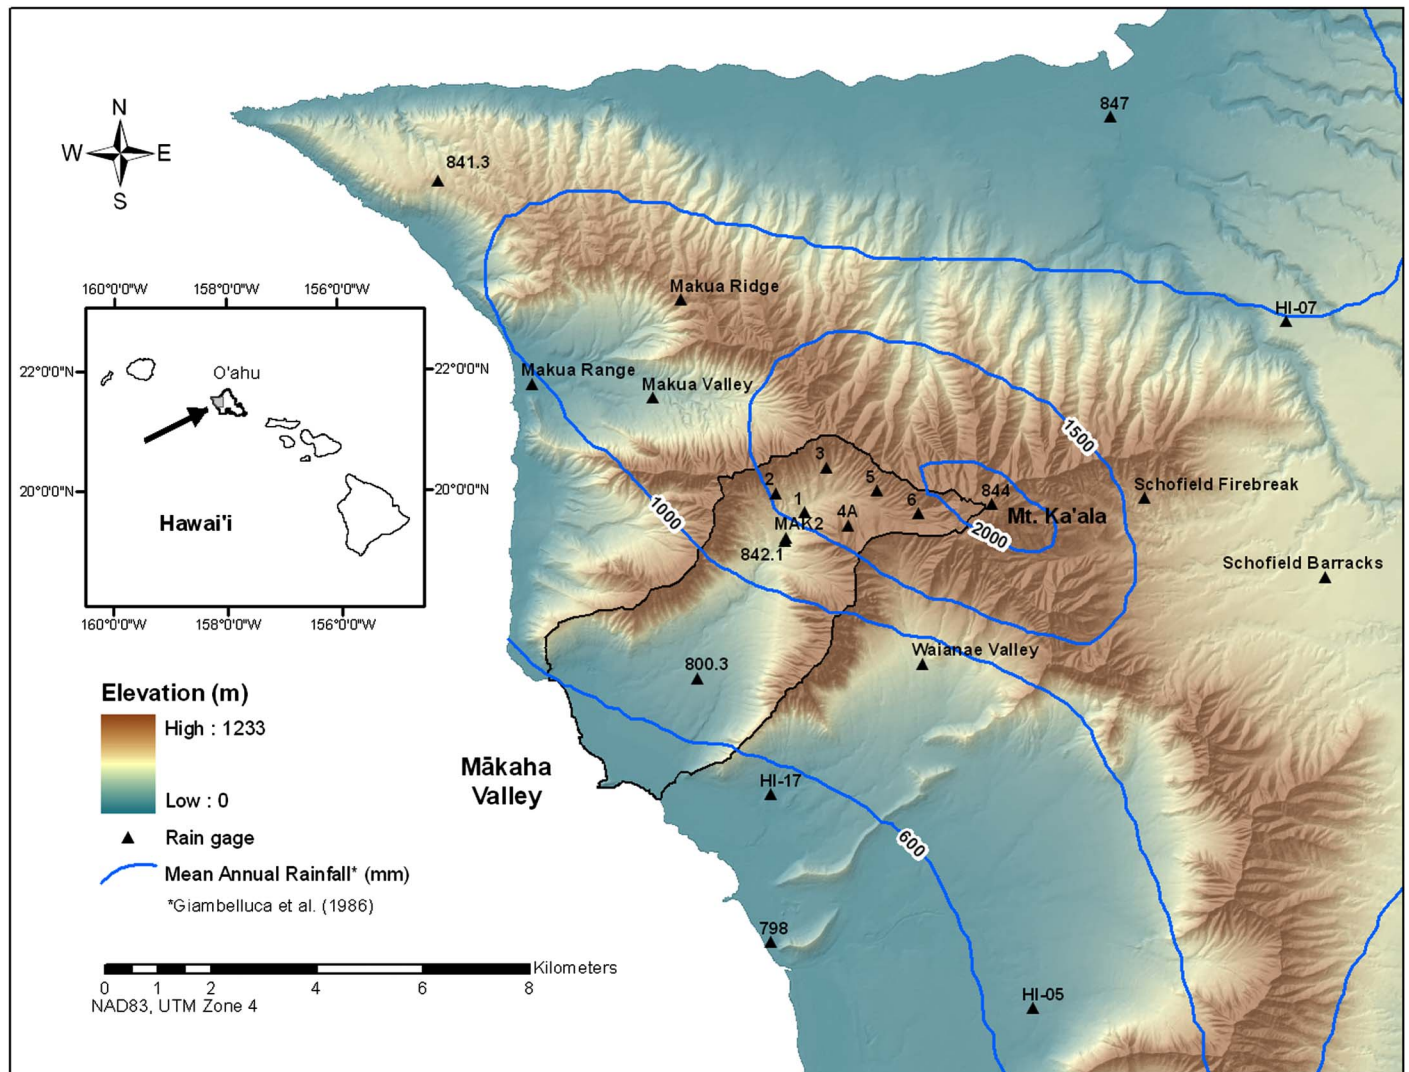 847
N
W E
S
841.3
Makua Ridge
HI-07
160°0'0"W 158°0'0"W 156°0'0"W
22°0'0"N
22°0'0"N
20°0'0"N
20°0'0"N
O'ahu
Hawai'i
160°0'0"W 158°0'0"W 156°0'0"W
Makua Range
Makua Valley
1500
3
2
5
1
6
844
4A
MAK2
842.1
Mt. Ka'ala
2000
1000
Schofield Firebreak
Schofield Barracks
Waianae Valley
800.3
Mākaha
Valley
HI-17
600
798
HI-05
Elevation (m)
High : 1233
Low : 0
Rain gage
Mean Annual Rainfall* (mm)
*Giambelluca et al. (1986)
Kilometers
0 1 2 4 6 8
NAD83, UTM Zone 4